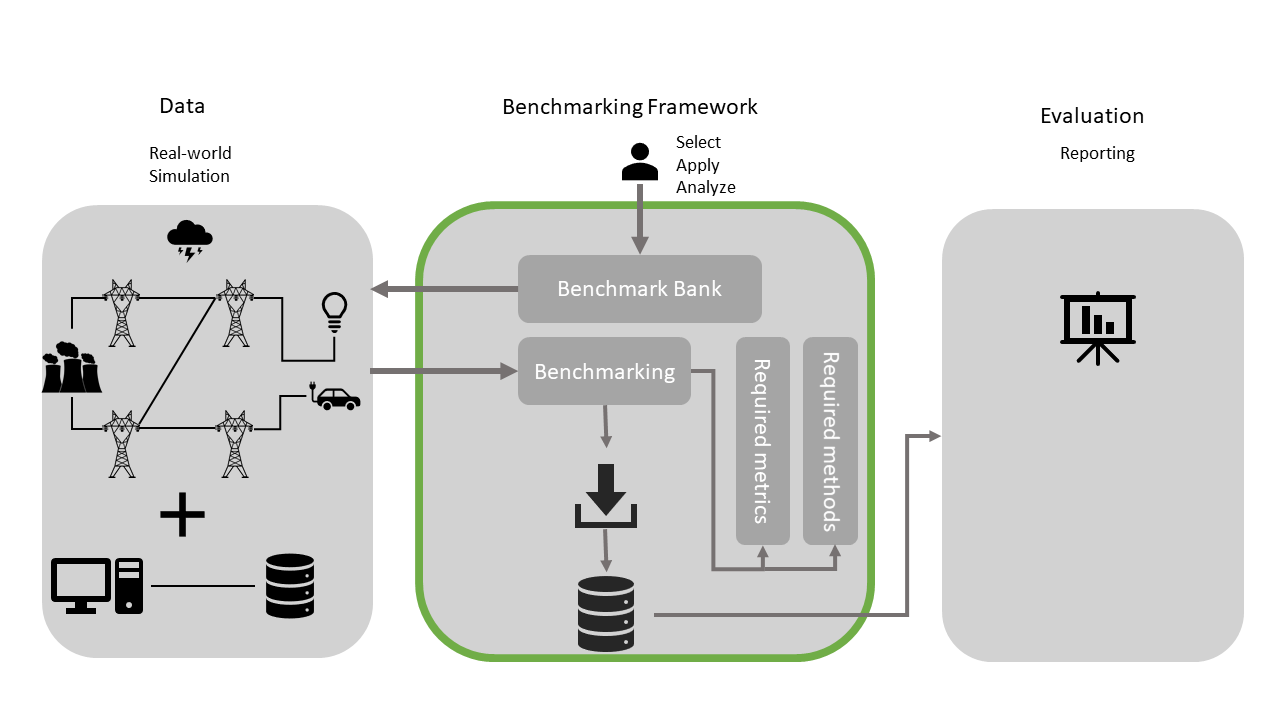 Data
Real-world
Simulation
Benchmarking Framework
Select
Apply
Analyze
Benchmark Bank
Benchmarking
Required metrics
Required methods
Evaluation
Reporting